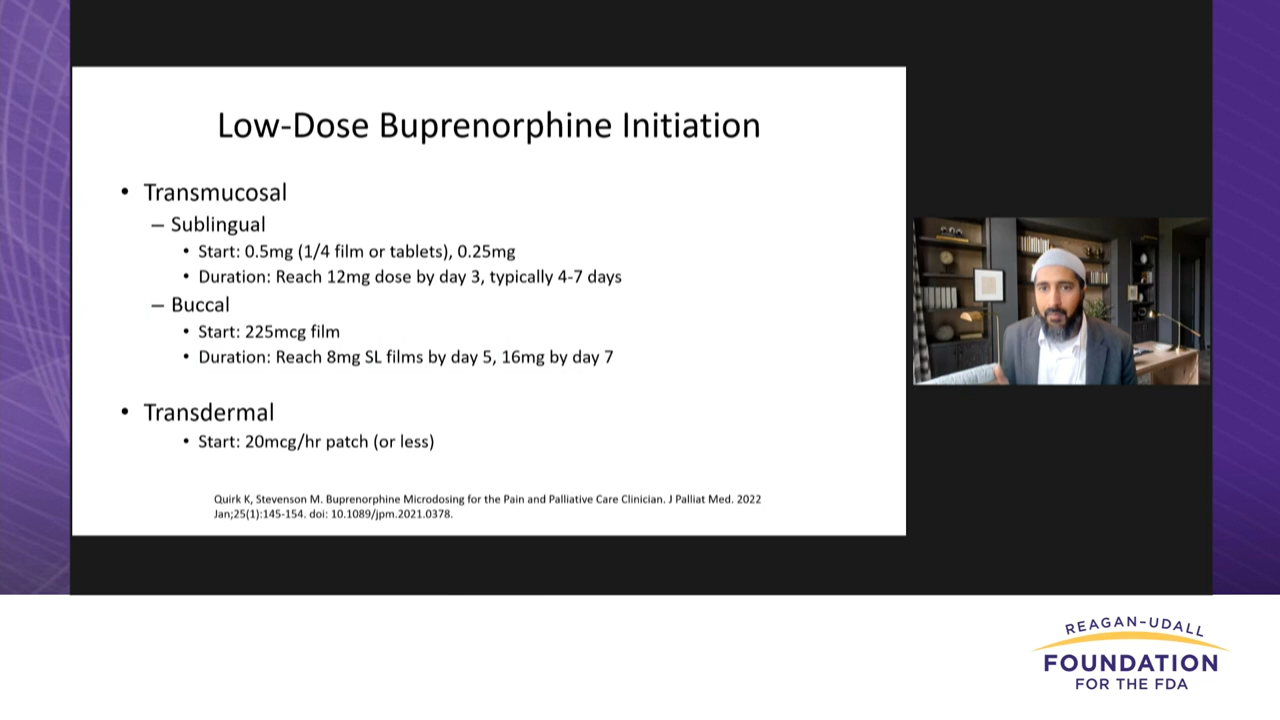 Low-Dose Buprenorphine Initiation
• Transmucosal
– Sublingual
• Start: 0.5mg (1/4 film or tablets), 0.25mg
• Duration: Reach 12mg dose by day 3, typically 4-7 days
– Buccal
• Start: 225mcg film
• Duration: Reach 8mg SL films by day 5, 16mg by day 7
• Transdermal
• Start: 20mcg/hr patch (or less)
Quirk K, Stevenson M. Buprenorphine Microdosing for the Pain and Palliative Care Clinician. J Palliat Med. 2022
Jan;25(1):145-154. doi: 10.1089/jpm.2021.0378.
REAGAN-UDALL
FOUNDATION
FOR THE FDA